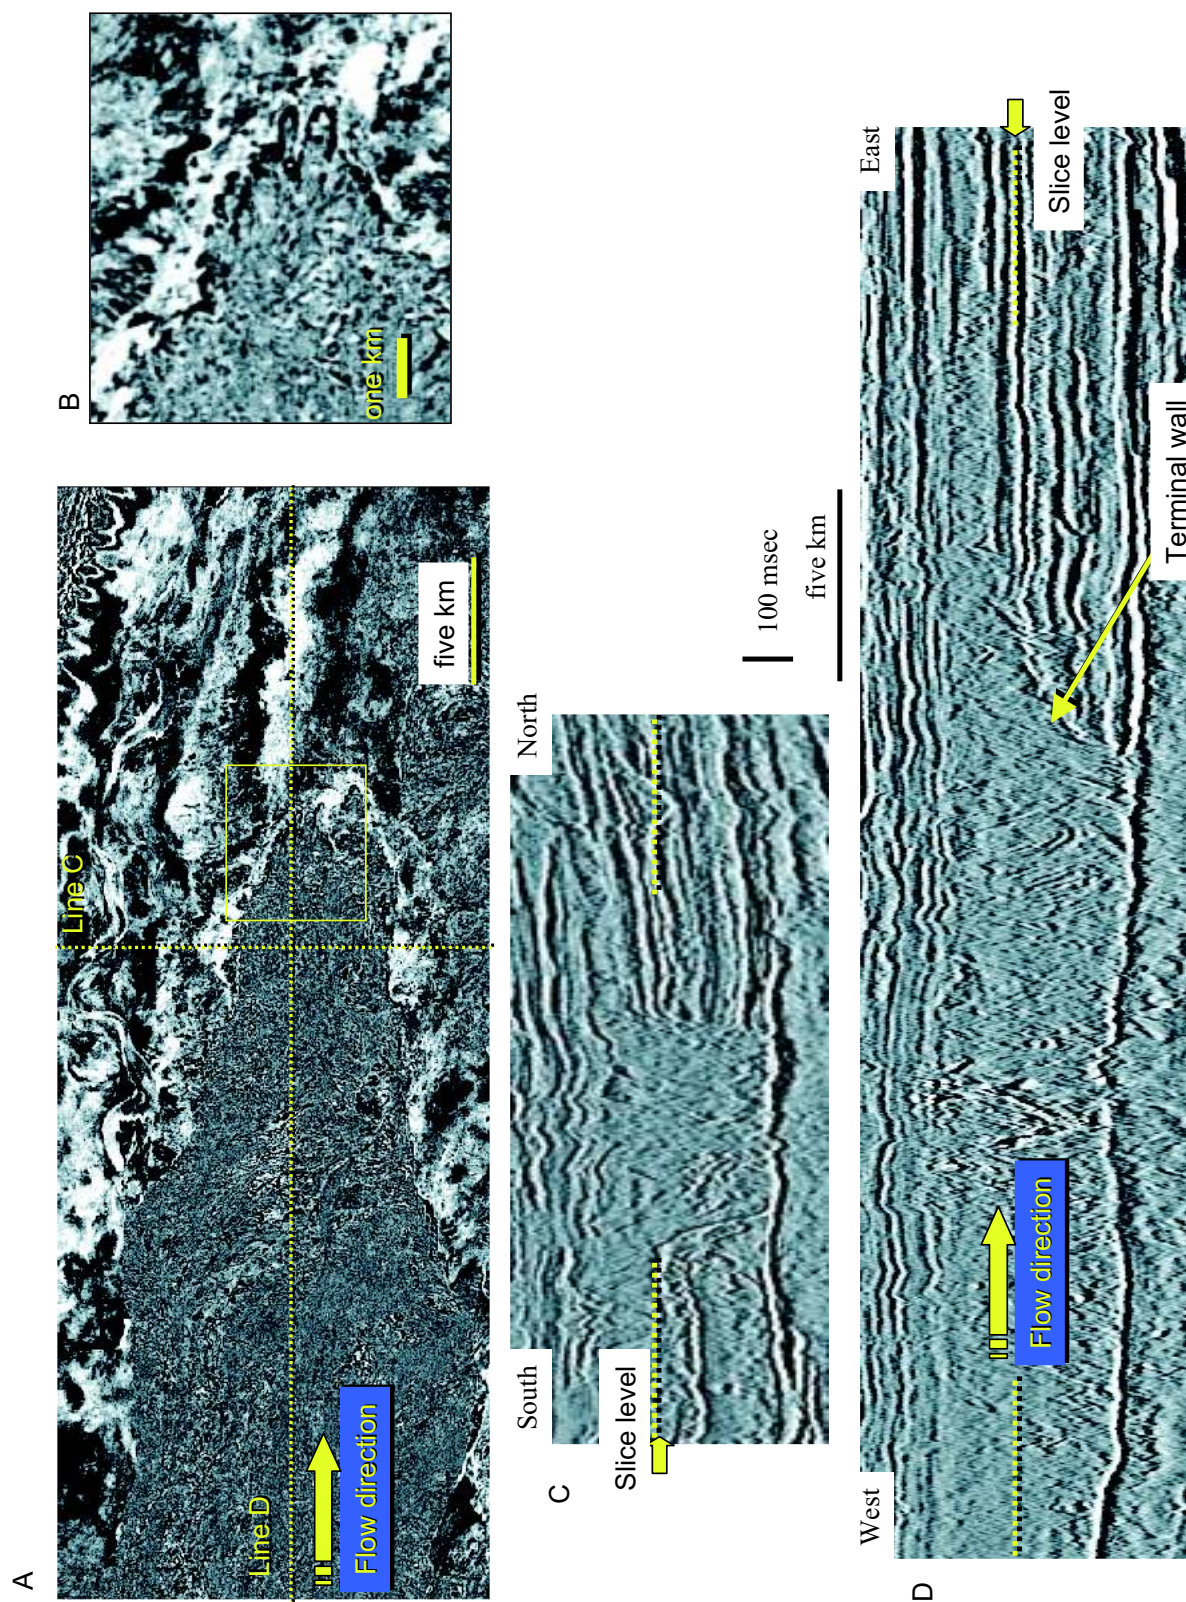 A
Line C
Line D
Flow direction
five km
B
one km
C
South
North
Slice level
100 msec
five km
D
West
East
Flow direction
Slice level
Terminal wall